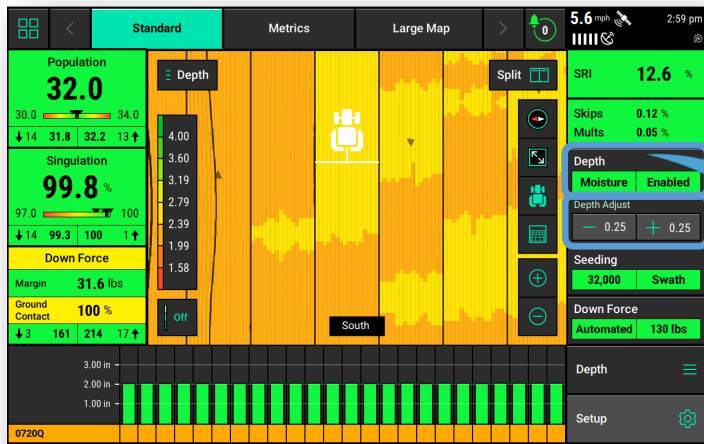 Standard
Metrics
Large Map
0
5.6 mph
2:59 pm
Population
32.0
30.0 34.0
14 31.8 32.2 13
Singulation
99.8 %
97.0 100
14 99.3 100 1
Down Force
Margin 31.6 lbs
Ground
Contact 100 %
3 161 214 17
Depth
4.00
3.60
3.19
2.79
2.39
1.99
1.58
Off
Split
South
SRI 12.6 %
Skips 0.12 %
Mults 0.05 %
Depth
Moisture Enabled
Depth Adjust
— 0.25 + 0.25
Seeding
32,000 Swath
Down Force
Automated 130 lbs
Depth
Setup
3.00 in
2.00 in
1.00 in
0720Q